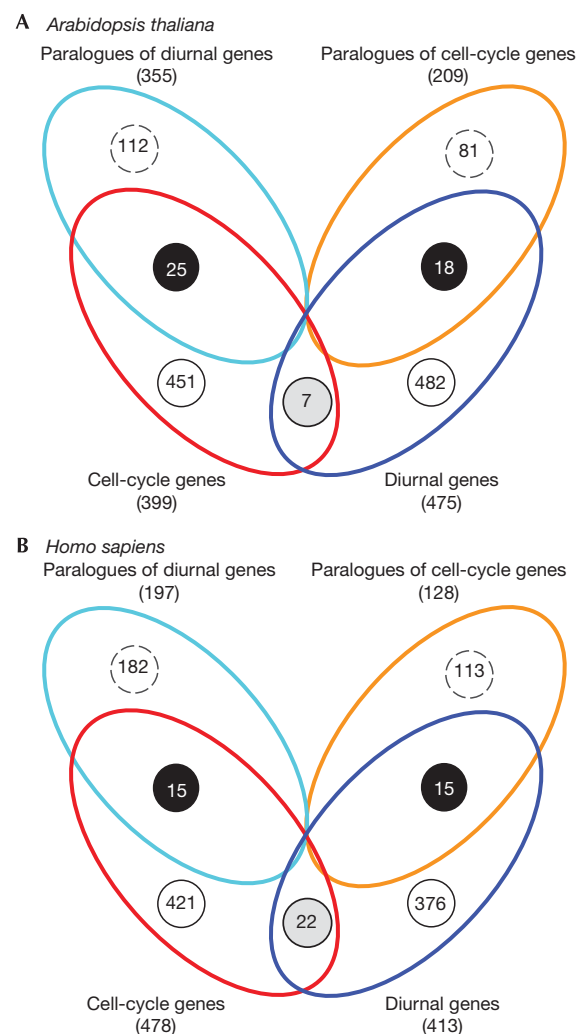 A Arabidopsis thaliana
Paralogues of diurnal genes
(355)
Paralogues of cell-cycle genes
(209)
112
81
25
18
451
7
482
Cell-cycle genes
(399)
Diurnal genes
(475)
B Homo sapiens
Paralogues of diurnal genes
(197)
Paralogues of cell-cycle genes
(128)
182
113
15
15
421
22
376
Cell-cycle genes
(478)
Diurnal genes
(413)